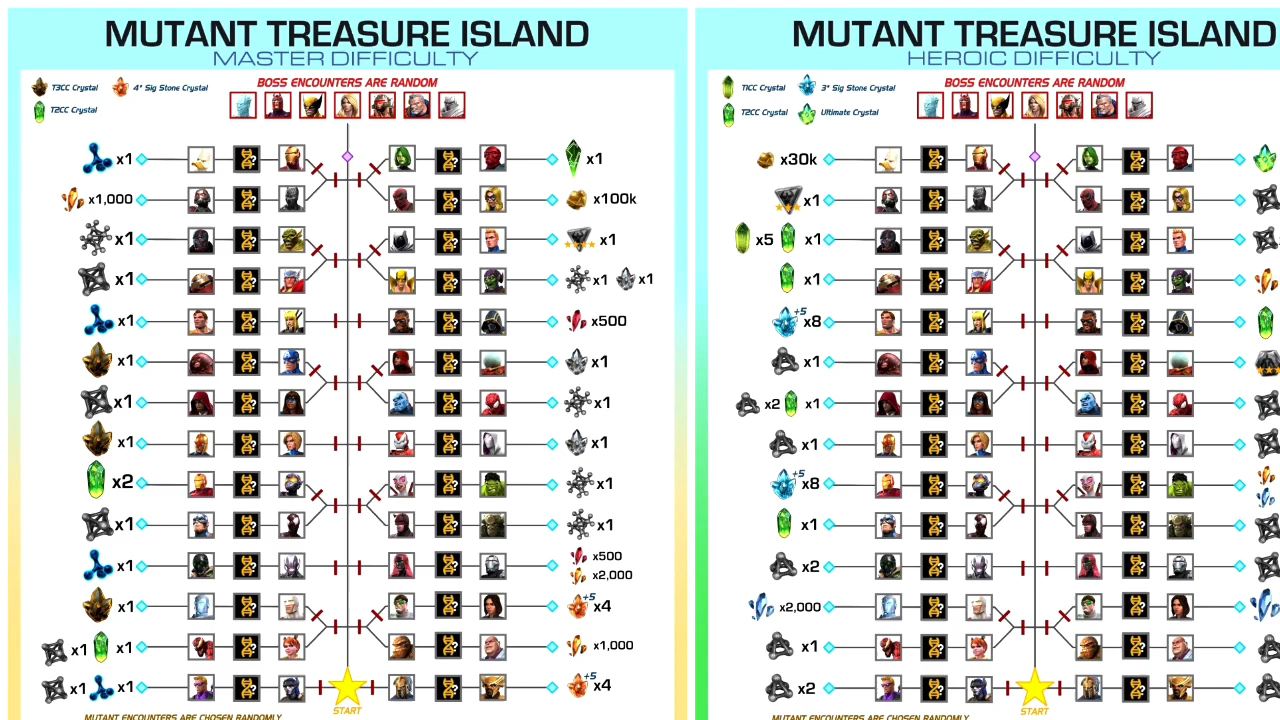 MUTANT TREASURE ISLAND
MASTER DIFFICULTY
T3CC Crystal
4* Sig Stone Crystal
T2CC Crystal
BOSS ENCOUNTERS ARE RANDOM
x1
x1
x1,000
x100k
x1
x1
x1
x1
x1
x1
x500
x1
x1
x1
x1
x1
x1
x2
x1
x1
x1
x1
x500
x2,000
x1
+5
x4
x1
x1
x1,000
x1
x1
+5
x4
START
MUTANT ENCOUNTERS ARE CHOSEN RANDOMLY
MUTANT TREASURE ISLAND
HEROIC DIFFICULTY
T1CC Crystal
3* Sig Stone Crystal
T2CC Crystal
Ultimate Crystal
BOSS ENCOUNTERS ARE RANDOM
x30k
x1
x5
x1
x1
+5
x8
x1
x2
x1
x1
+5
x8
x1
x2
x2,000
x1
x2
START
MUTANT ENCOUNTERS ARE CHOSEN RANDOMLY